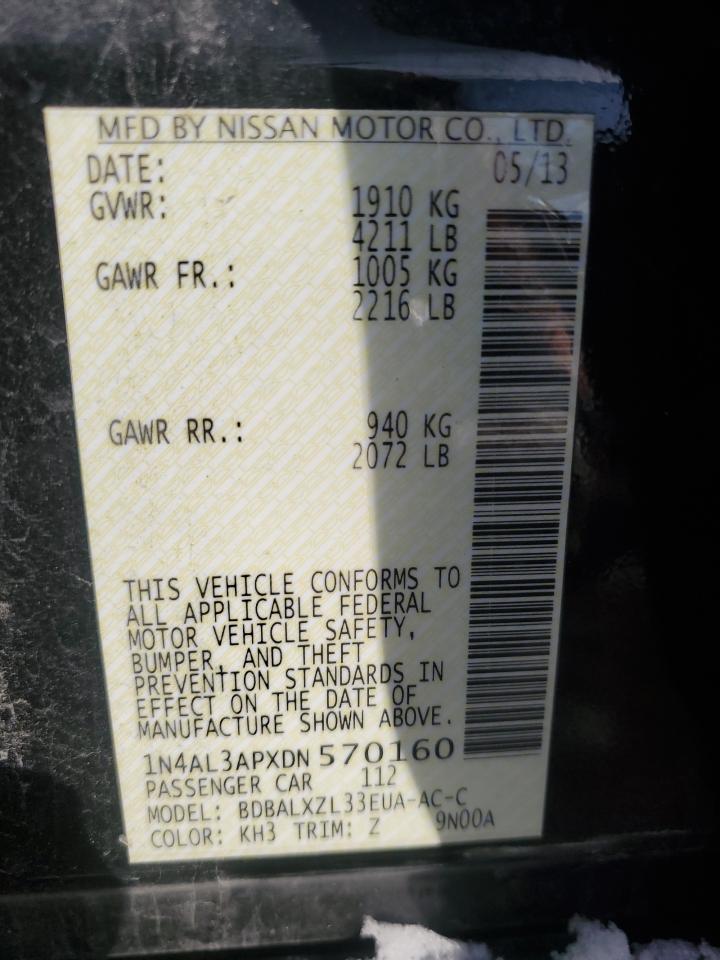 MFD BY NISSAN MOTOR CO., LTD.
DATE: 05/13
GVWR: 1910 KG
4211 LB
GAWR FR.: 1005 KG
2216 LB
GAWR RR.: 940 KG
2072 LB
THIS VEHICLE CONFORMS TO
ALL APPLICABLE FEDERAL
MOTOR VEHICLE SAFETY,
BUMPER, AND THEFT
PREVENTION STANDARDS IN
EFFECT ON THE DATE OF
MANUFACTURE SHOWN ABOVE.
1N4AL3APXDN 570160
PASSENGER CAR 112
MODEL: BDBALXZL33EUA-AC-C
COLOR: KH3 TRIM: Z 9N00A